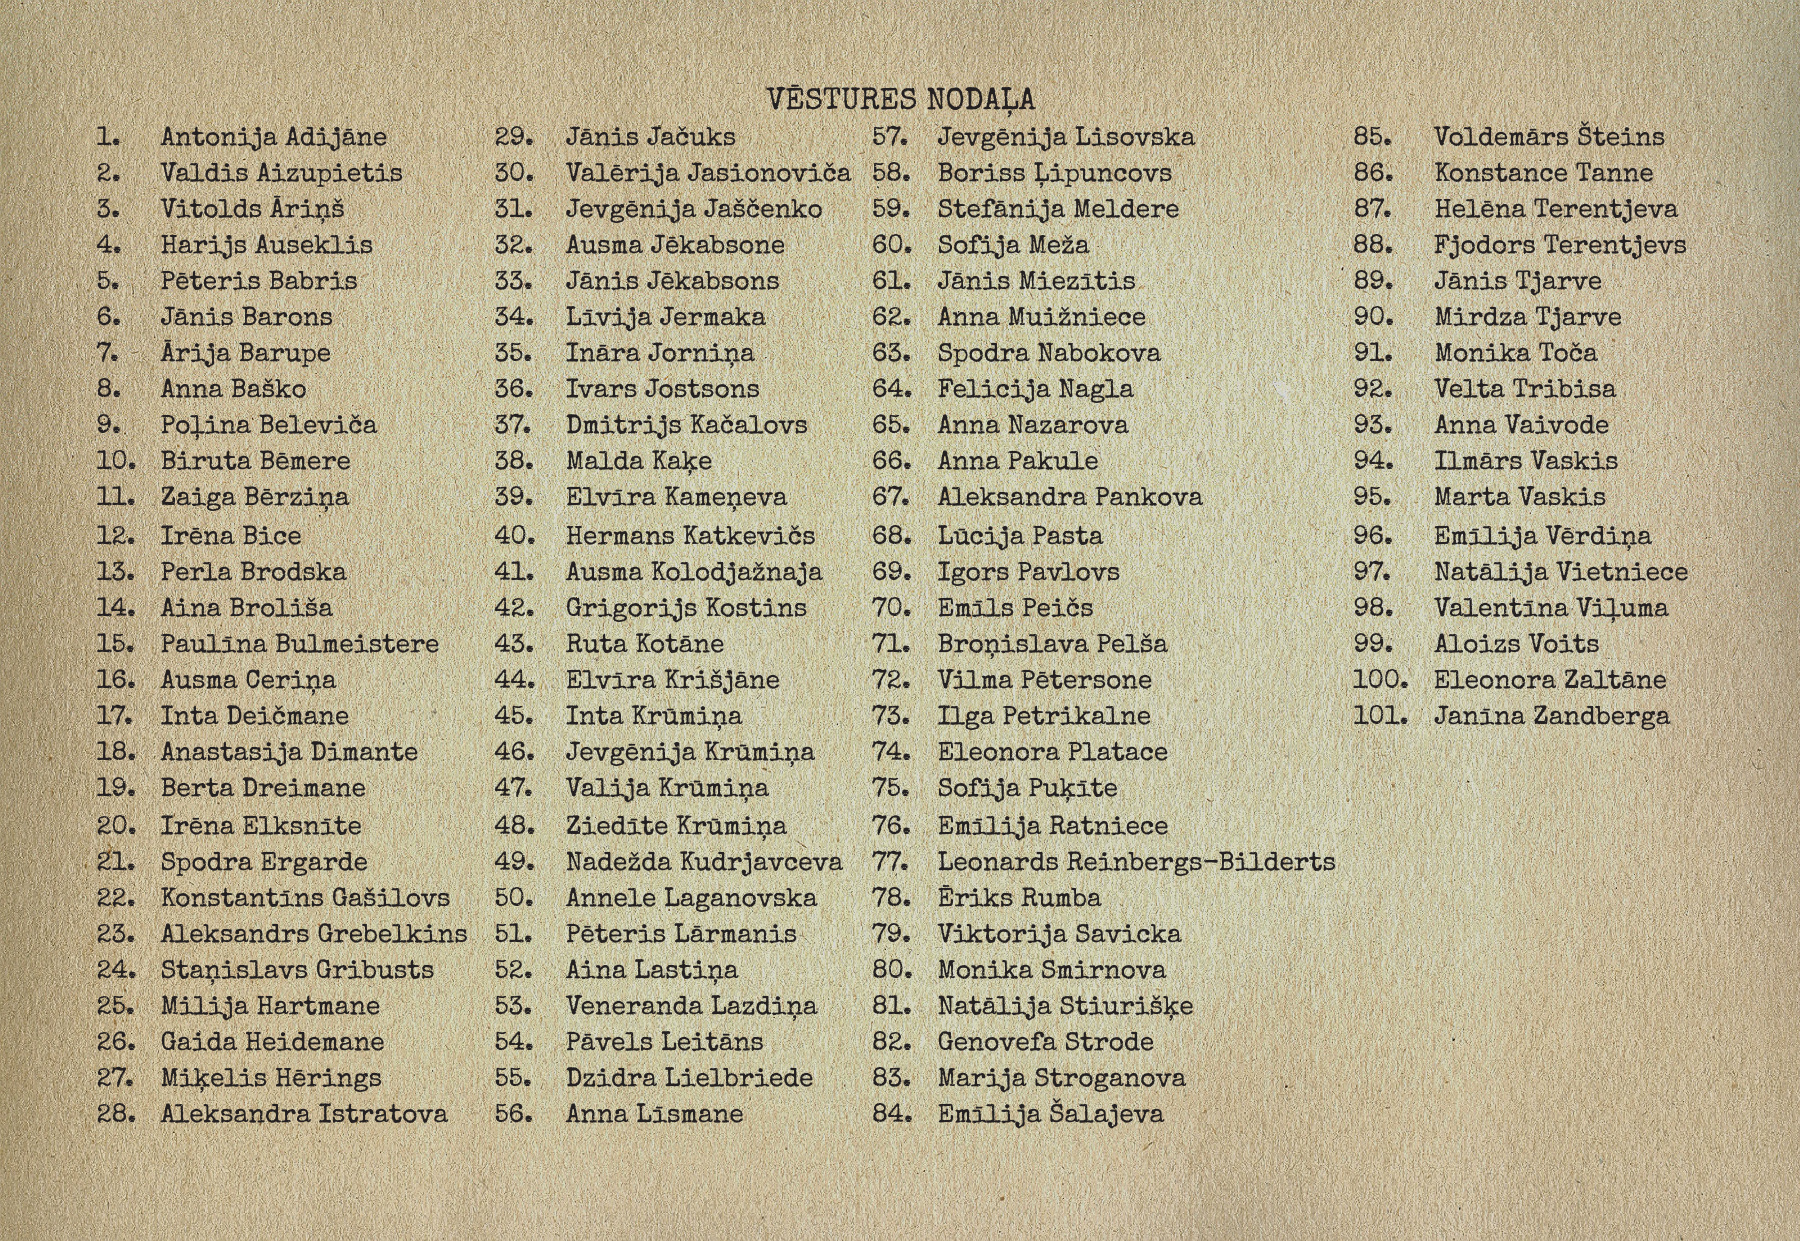 VĒSTURES NODAĻA
1. Antonija Adijāne
2. Valdis Aizupietis
3. Vitolds Āriņš
4. Harijs Auseklis
5. Pēteris Babris
6. Jānis Barons
7. Ārija Barupe
8. Anna Baško
9. Poļina Beleviča
10. Biruta Bēmere
11. Zaiga Bērziņa
12. Irēna Bice
13. Perla Brodska
14. Aina Broliša
15. Paulīna Bulmeistere
16. Ausma Ceriņa
17. Inta Deičmane
18. Anastasija Dimante
19. Berta Dreimane
20. Irēna Elksnīte
21. Spodra Ergarde
22. Konstantīns Gašilovs
23. Aleksandrs Grebelkins
24. Staņislavs Gribusts
25. Milija Hartmane
26. Gaida Heidemane
27. Miķelis Hērings
28. Aleksandra Istratova
29. Jānis Jačuks
30. Valērija Jasionoviča
31. Jevgēnija Jaščenko
32. Ausma Jēkabsone
33. Jānis Jēkabsons
34. Līvija Jermaka
35. Ināra Jorniņa
36. Ivars Jostsons
37. Dmitrijs Kačalovs
38. Malda Kaķe
39. Elvīra Kameņeva
40. Hermans Katkevičs
41. Ausma Kolodjažnaja
42. Grigorijs Kostins
43. Ruta Kotāne
44. Elvīra Krišjāne
45. Inta Krūmiņa
46. Jevgēnija Krūmiņa
47. Valija Krūmiņa
48. Ziedīte Krūmiņa
49. Nadežda Kudrjavceva
50. Annele Laganovska
51. Pēteris Lārmanis
52. Aina Lastiņa
53. Veneranda Lazdiņa
54. Pāvels Leitāns
55. Dzidra Lielbriede
56. Anna Līsmane
57. Jevgēnija Lisovska
58. Boriss Ļipuncovs
59. Stefānija Meldere
60. Sofija Meža
61. Jānis Miezītis
62. Anna Muižniece
63. Spodra Nabokova
64. Felicija Nagla
65. Anna Nazarova
66. Anna Pakule
67. Aleksandra Pankova
68. Lūcija Pasta
69. Igors Pavlovs
70. Emīls Peičs
71. Broņislava Pelša
72. Vilma Pētersone
73. Ilga Petrikalne
74. Eleonora Platace
75. Sofija Puķīte
76. Emīlija Ratniece
77. Leonards Reinbergs-Bilderts
78. Ēriks Rumba
79. Viktorija Savicka
80. Monika Smirnova
81. Natālija Stiurišķe
82. Genovefa Strode
83. Marija Stroganova
84. Emīlija Šalajeva
85. Voldemārs Šteins
86. Konstance Tanne
87. Helēna Terentjeva
88. Fjodors Terentjevs
89. Jānis Tjarve
90. Mirdza Tjarve
91. Monika Toča
92. Velta Tribisa
93. Anna Vaivode
94. Ilmārs Vaskis
95. Marta Vaskis
96. Emīlija Vērdiņa
97. Natālija Vietniece
98. Valentīna Viļuma
99. Aloizs Voits
100. Eleonora Zaltāne
101. Janīna Zandberga